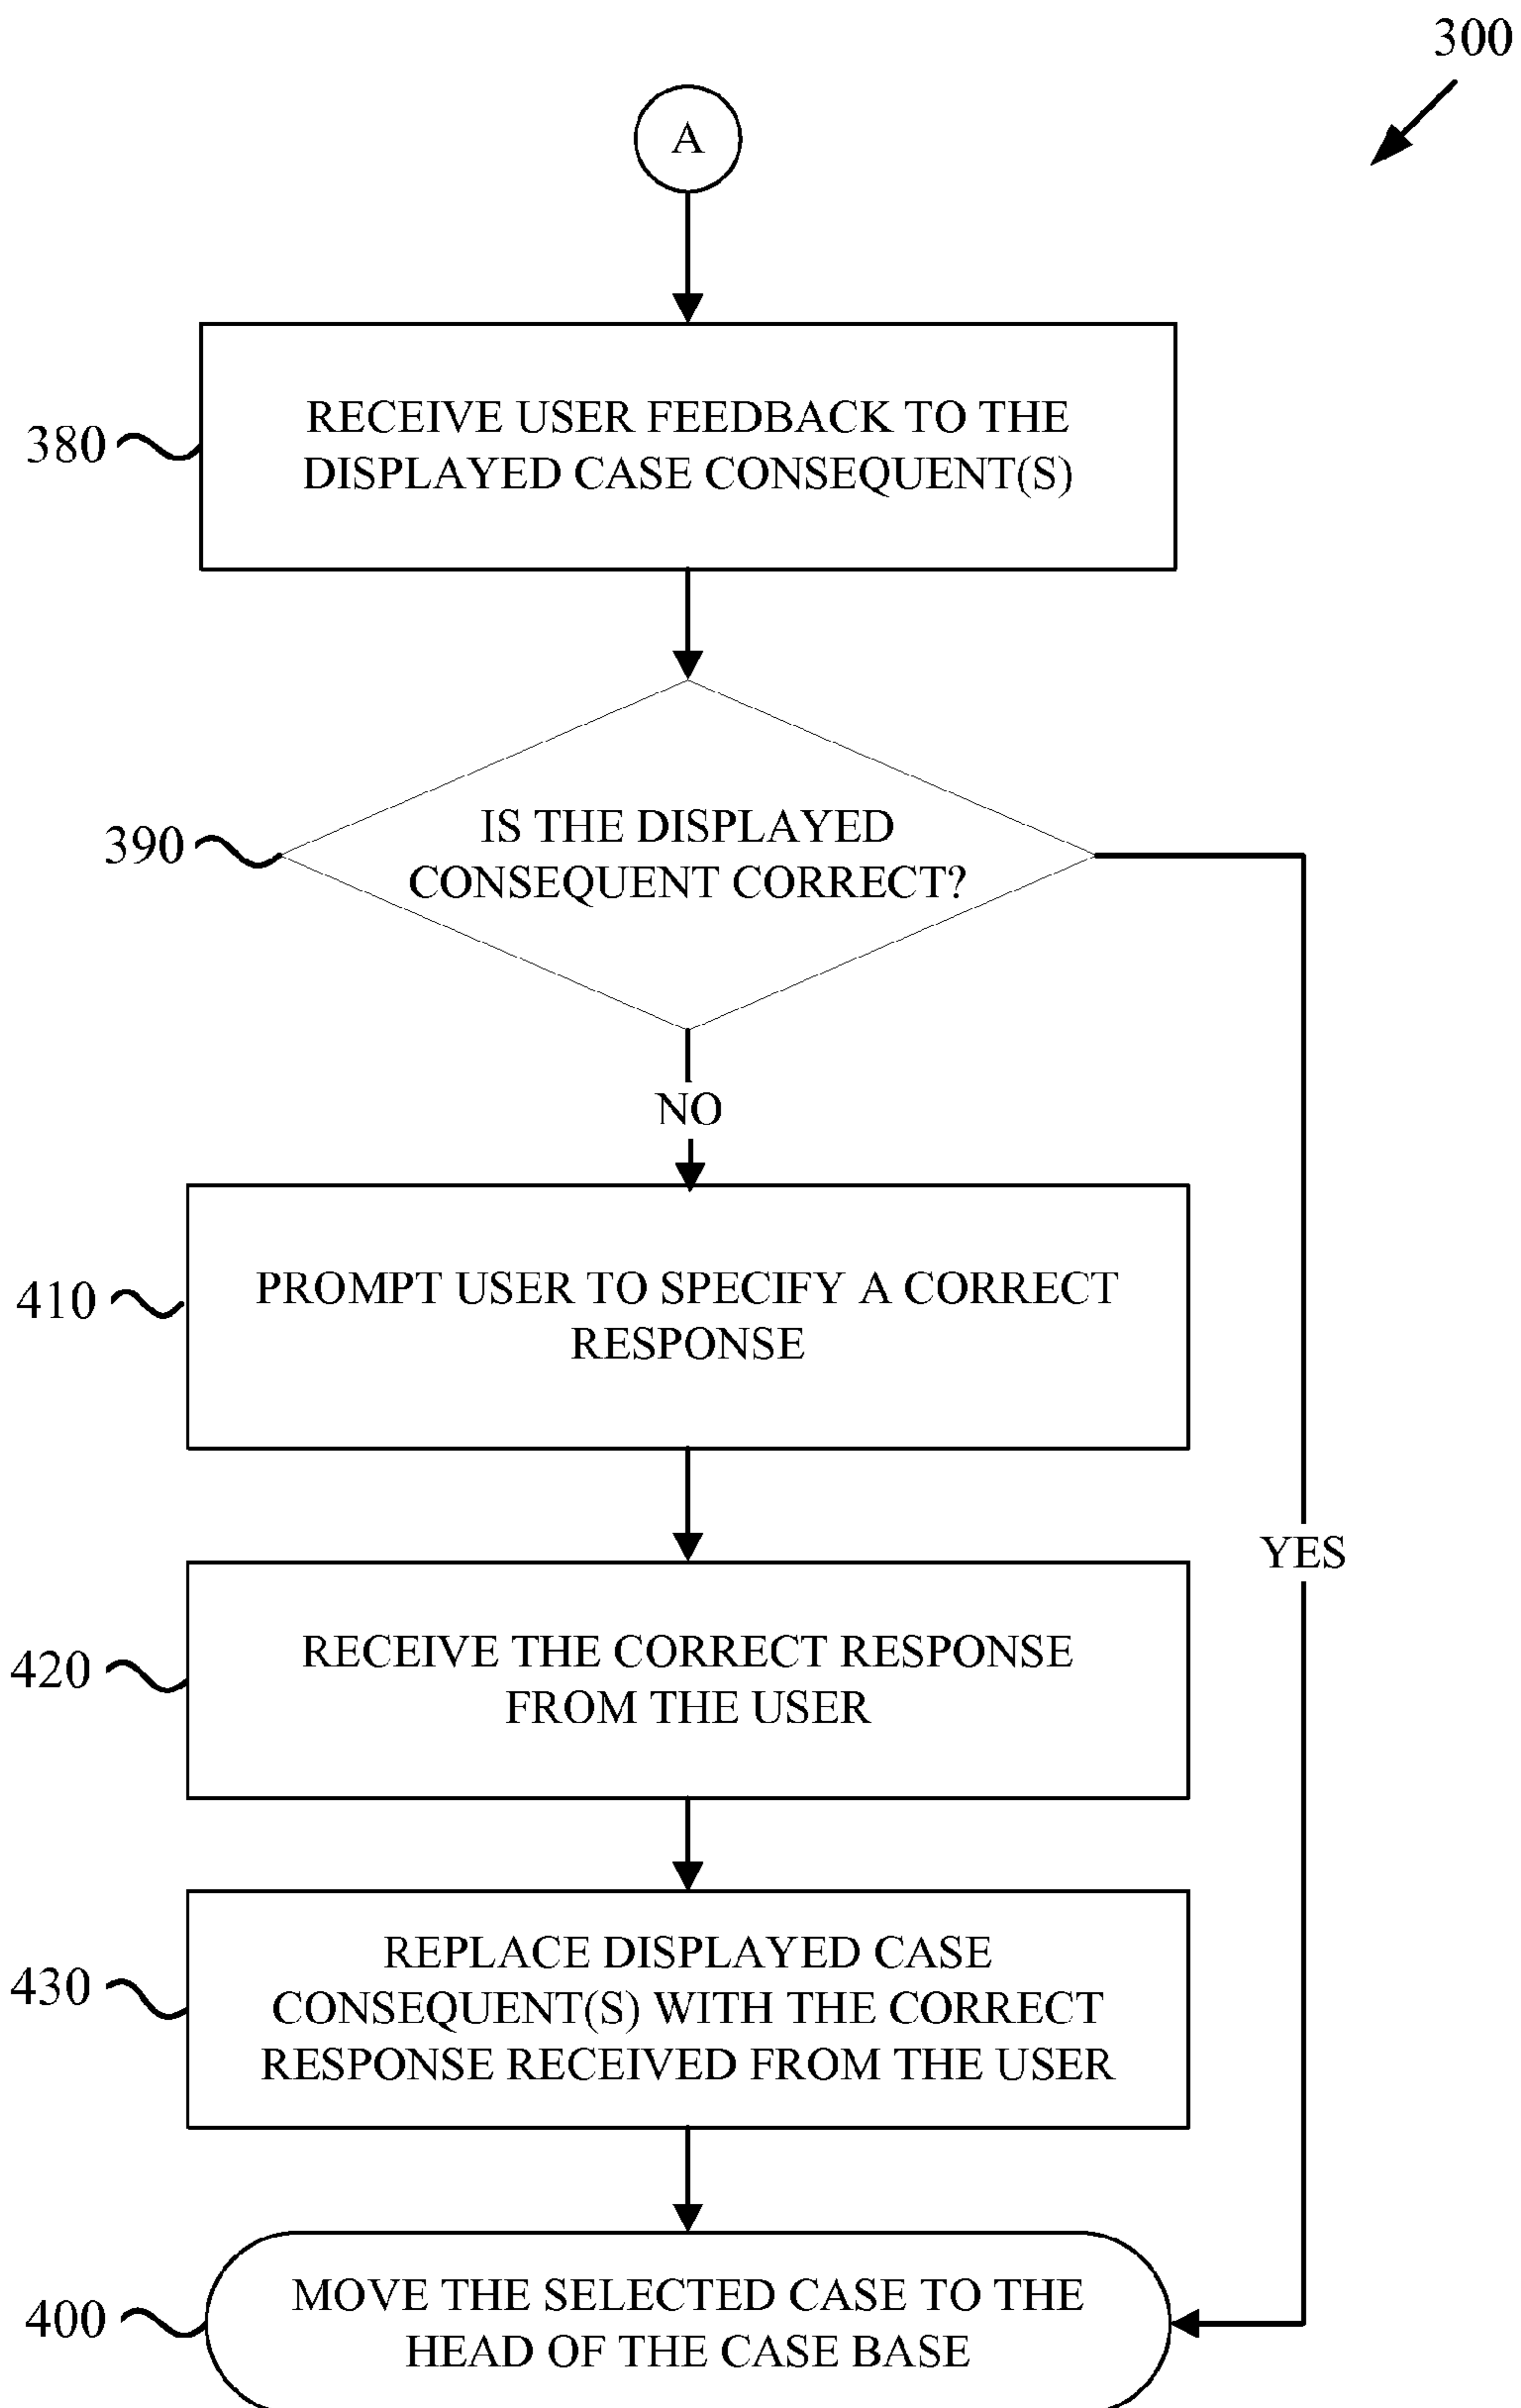 300
A
380
RECEIVE USER FEEDBACK TO THE
DISPLAYED CASE CONSEQUENT(S)
390
IS THE DISPLAYED
CONSEQUENT CORRECT?
NO
410
PROMPT USER TO SPECIFY A CORRECT
RESPONSE
YES
420
RECEIVE THE CORRECT RESPONSE
FROM THE USER
430
REPLACE DISPLAYED CASE
CONSEQUENT(S) WITH THE CORRECT
RESPONSE RECEIVED FROM THE USER
400
MOVE THE SELECTED CASE TO THE
HEAD OF THE CASE BASE